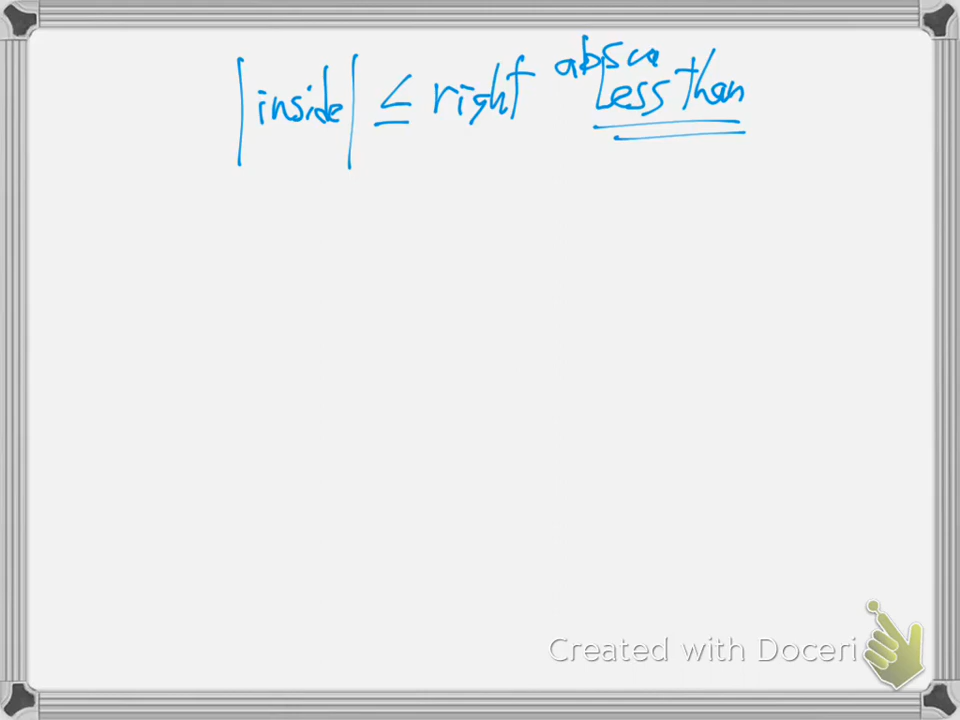 |inside| ≤ right
less than
Created with Doceri